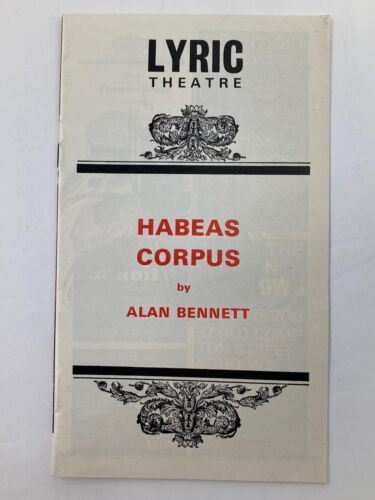 LYRIC
THEATRE
HABEAS
CORPUS
by
ALAN BENNETT